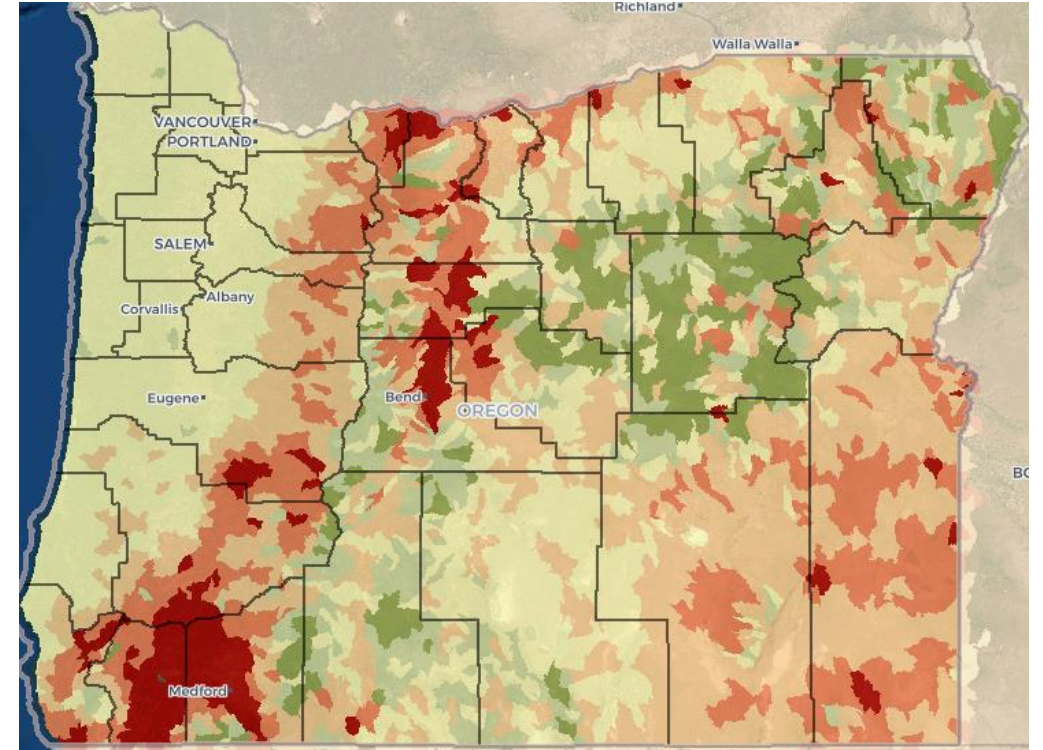 Richland
Walla Walla
VANCOUVER
PORTLAND
SALEM
Albany
Corvallis
Eugene
Bend
OREGON
BO
Medford